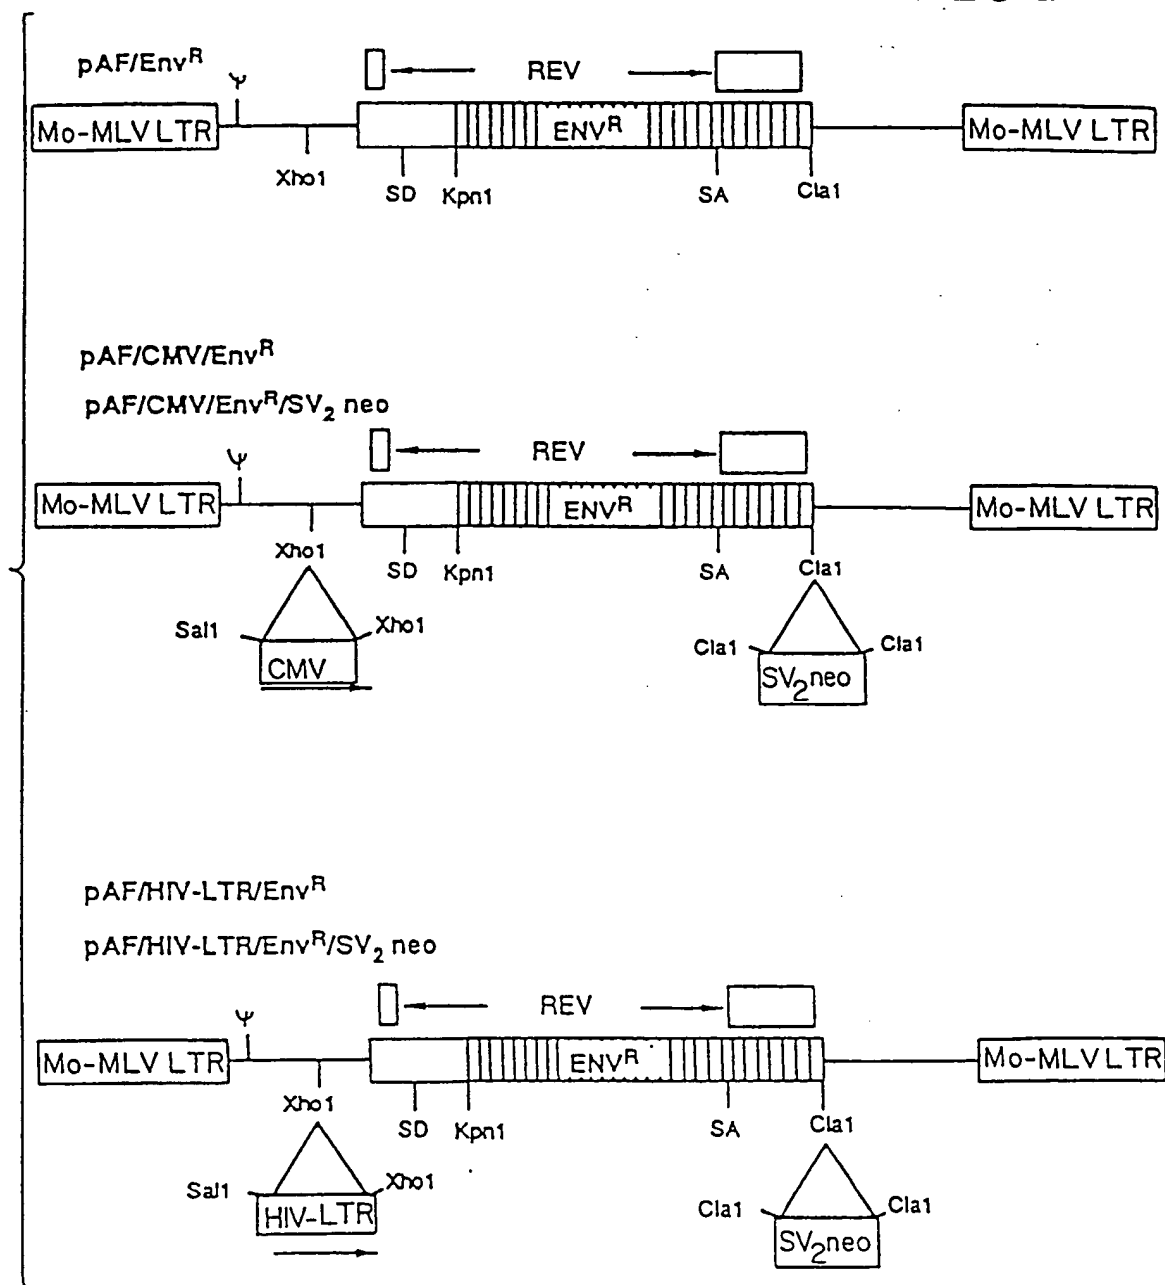 pAF/Env^R
Ψ
REV
Mo-MLV LTR
ENV^R
Mo-MLV LTR
Xho1
SD
Kpn1
SA
Cla1
pAF/CMV/Env^R
pAF/CMV/Env^R/SV₂ neo
Ψ
REV
Mo-MLV LTR
ENV^R
Mo-MLV LTR
Xho1
SD
Kpn1
SA
Cla1
Sal1
Xho1
CMV
Cla1
Cla1
SV₂neo
pAF/HIV-LTR/Env^R
pAF/HIV-LTR/Env^R/SV₂ neo
Ψ
REV
Mo-MLV LTR
ENV^R
Mo-MLV LTR
Xho1
SD
Kpn1
SA
Cla1
Sal1
Xho1
HIV-LTR
Cla1
Cla1
SV₂neo